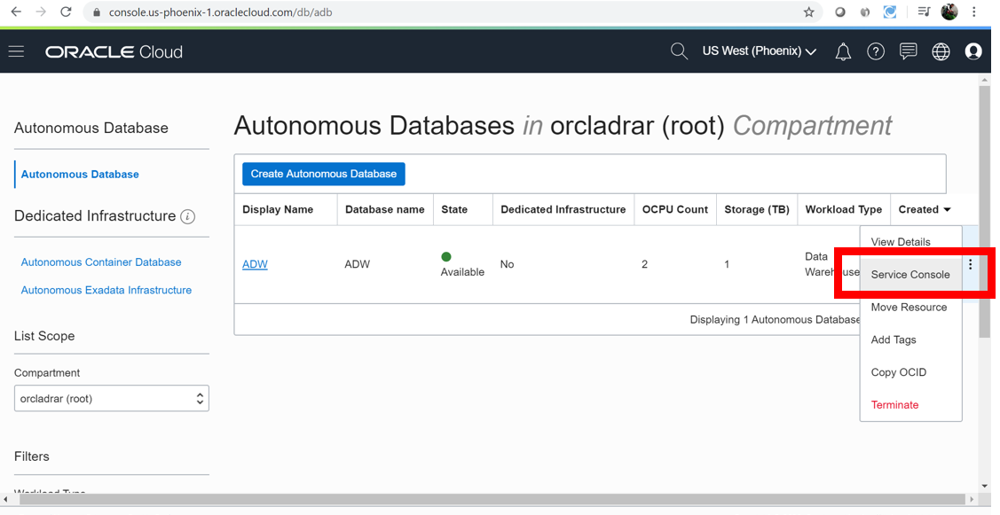 console.us-phoenix-1.oraclecloud.com/db/adb
ORACLE Cloud
US West (Phoenix)
Autonomous Database
Autonomous Database
Dedicated Infrastructure
Autonomous Container Database
Autonomous Exadata Infrastructure
List Scope
Compartment
orcladrar (root)
Filters
Workload Type
Autonomous Databases in orcladrar (root) Compartment
Create Autonomous Database
Display Name Database name State Dedicated Infrastructure OCPU Count Storage (TB) Workload Type Created
ADW ADW Available No 2 1 Data
Warehouse
Displaying 1 Autonomous Database
View Details
Service Console
Move Resource
Add Tags
Copy OCID
Terminate